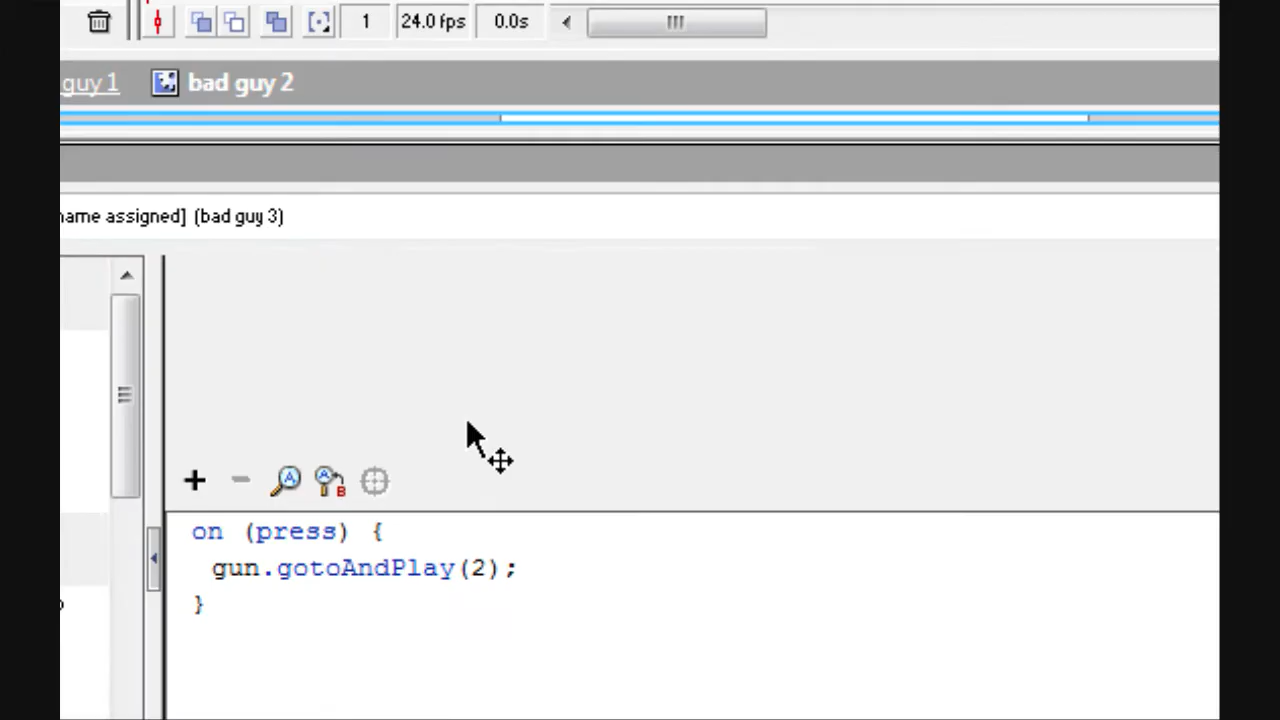 1 24.0 fps 0.0s
guy 1 bad guy 2
name assigned] (bad guy 3)
on (press) {
gun.gotoAndPlay(2);
}